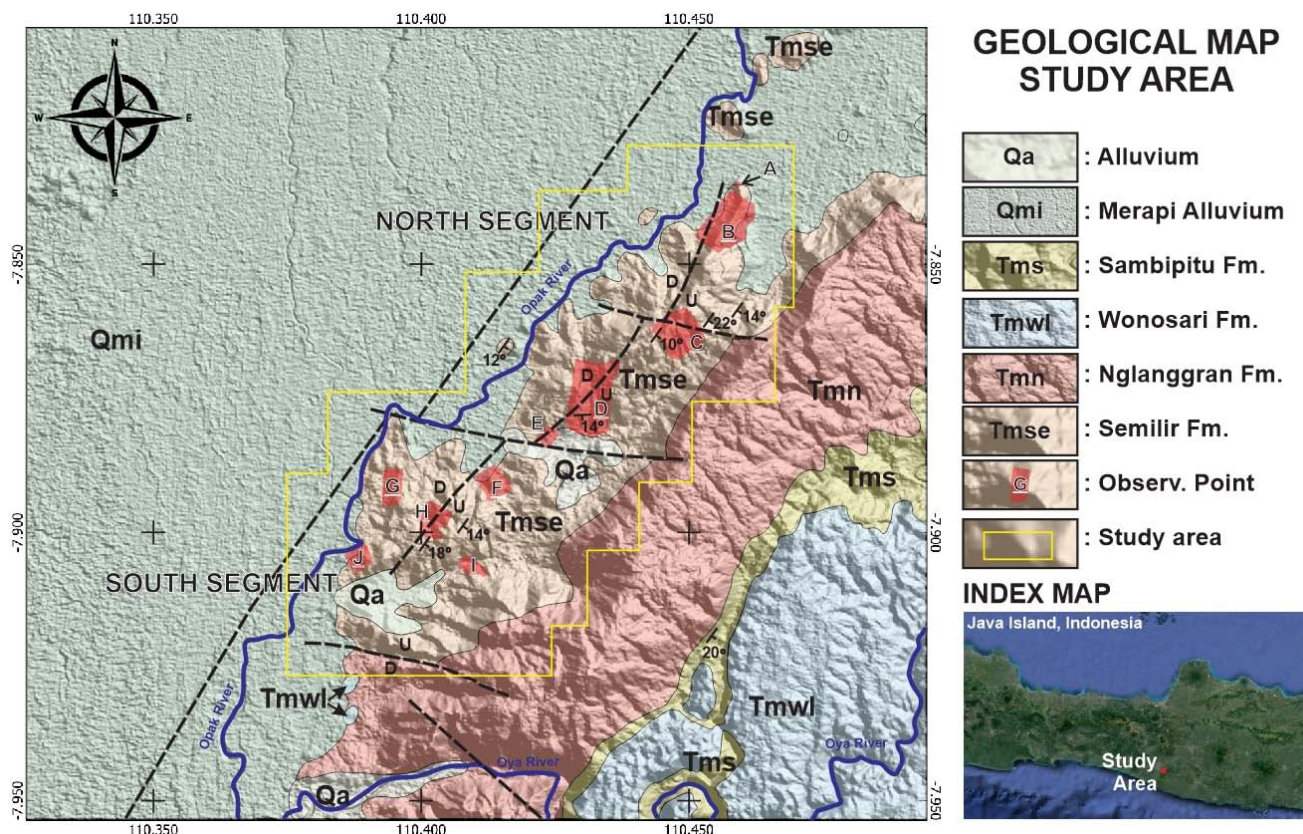 110.350
110.400
110.450
N
W
E
S
Tmse
Tmse
A
NORTH SEGMENT
B
-7.850
-7.850
Opak River
D
U
22°
14°
Qmi
12°
10°
C
D
Tmse
U
D
14°
Tmn
E
Qa
Tms
G
D
F
U
H
Tmse
14°
18°
-7.900
-7.900
J
I
SOUTH SEGMENT
Qa
U
D
20°
Tmwl
Tmwl
Opak River
Oya River
Oya River
Tms
Qa
-7.950
-7.950
110.350
110.400
110.450
GEOLOGICAL MAP
STUDY AREA
Qa : Alluvium
Qmi : Merapi Alluvium
Tms : Sambipitu Fm.
Tmwl : Wonosari Fm.
Tmn : Nglanggran Fm.
Tmse : Semilir Fm.
G : Observ. Point
: Study area
INDEX MAP
Java Island, Indonesia
Study
Area